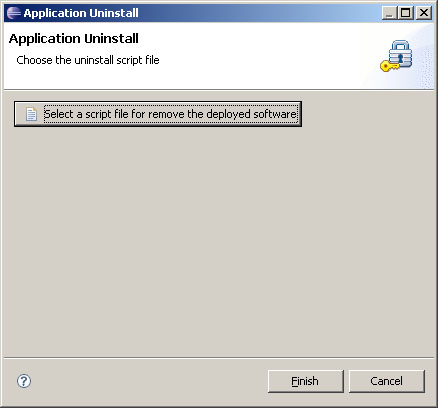 Application Uninstall
Application Uninstall
Choose the uninstall script file
Select a script file for remove the deployed software
?
Finish
Cancel